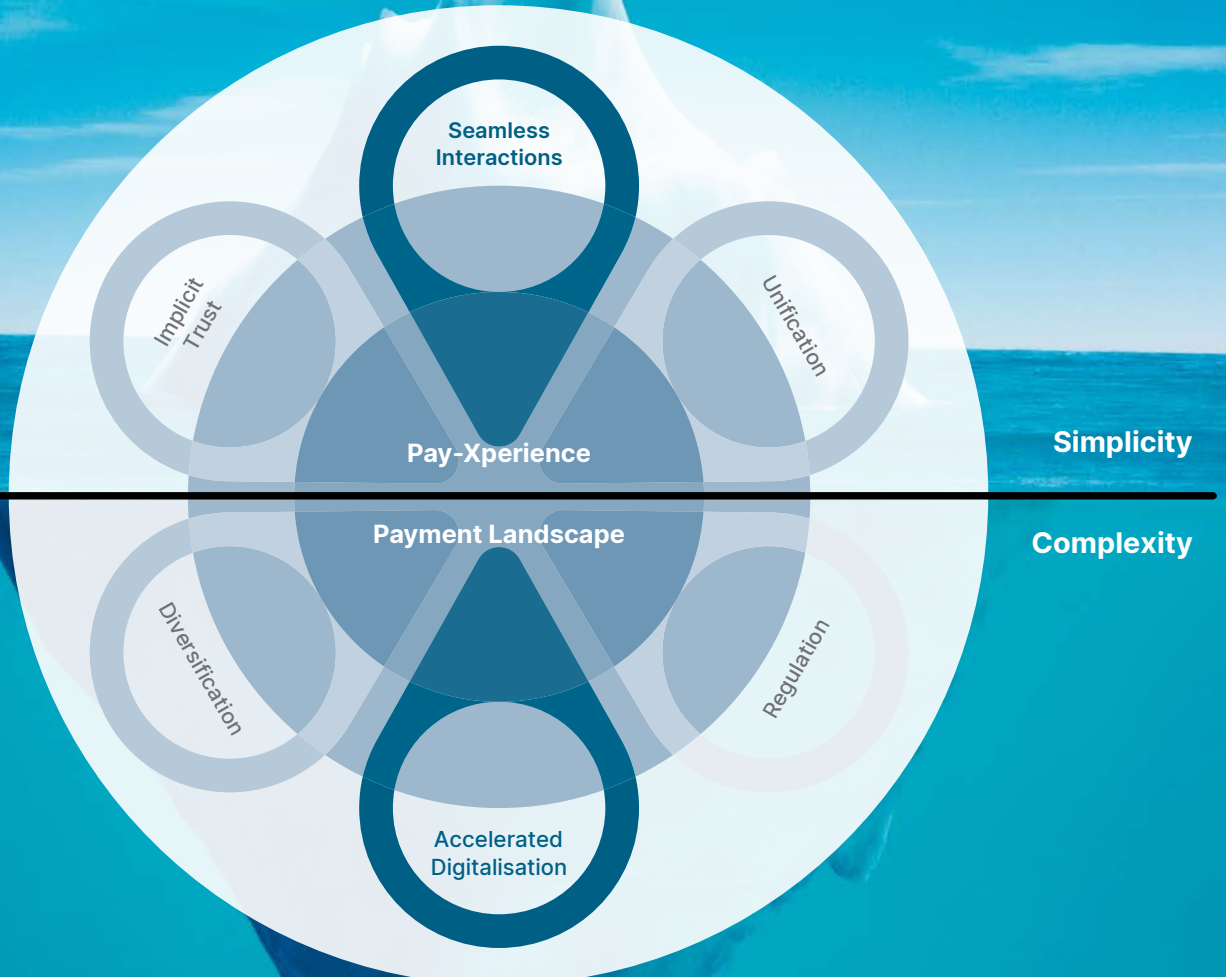 Seamless
Interactions
Implicit
Trust
Unification
Pay-Xperience
Simplicity
Payment Landscape
Complexity
Diversification
Regulation
Accelerated
Digitalisation